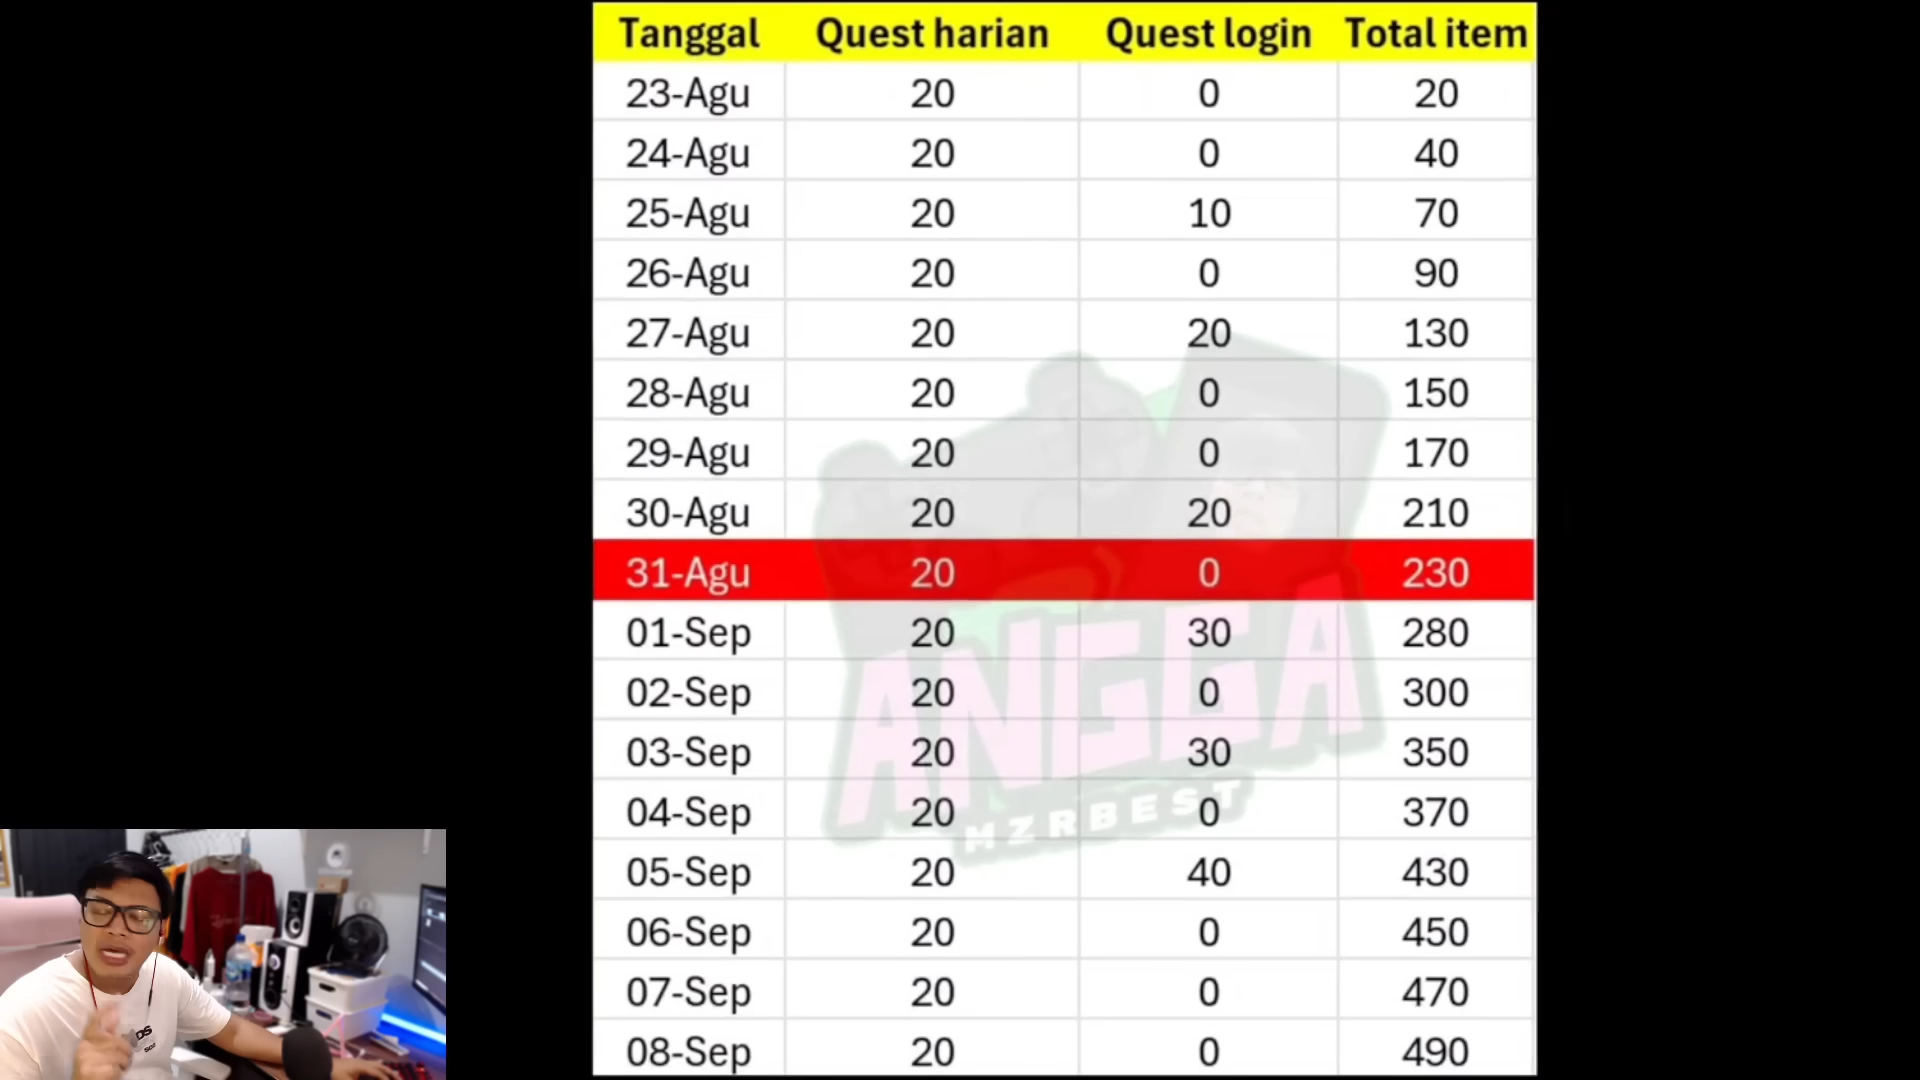 Tanggal Quest harian Quest login Total item
23-Agu 20 0 20
24-Agu 20 0 40
25-Agu 20 10 70
26-Agu 20 0 90
27-Agu 20 20 130
28-Agu 20 0 150
29-Agu 20 0 170
30-Agu 20 20 210
31-Agu 20 0 230
01-Sep 20 30 280
02-Sep 20 0 300
03-Sep 20 30 350
04-Sep 20 0 370
05-Sep 20 40 430
06-Sep 20 0 450
07-Sep 20 0 470
08-Sep 20 0 490
ANGGA
MZRBEST